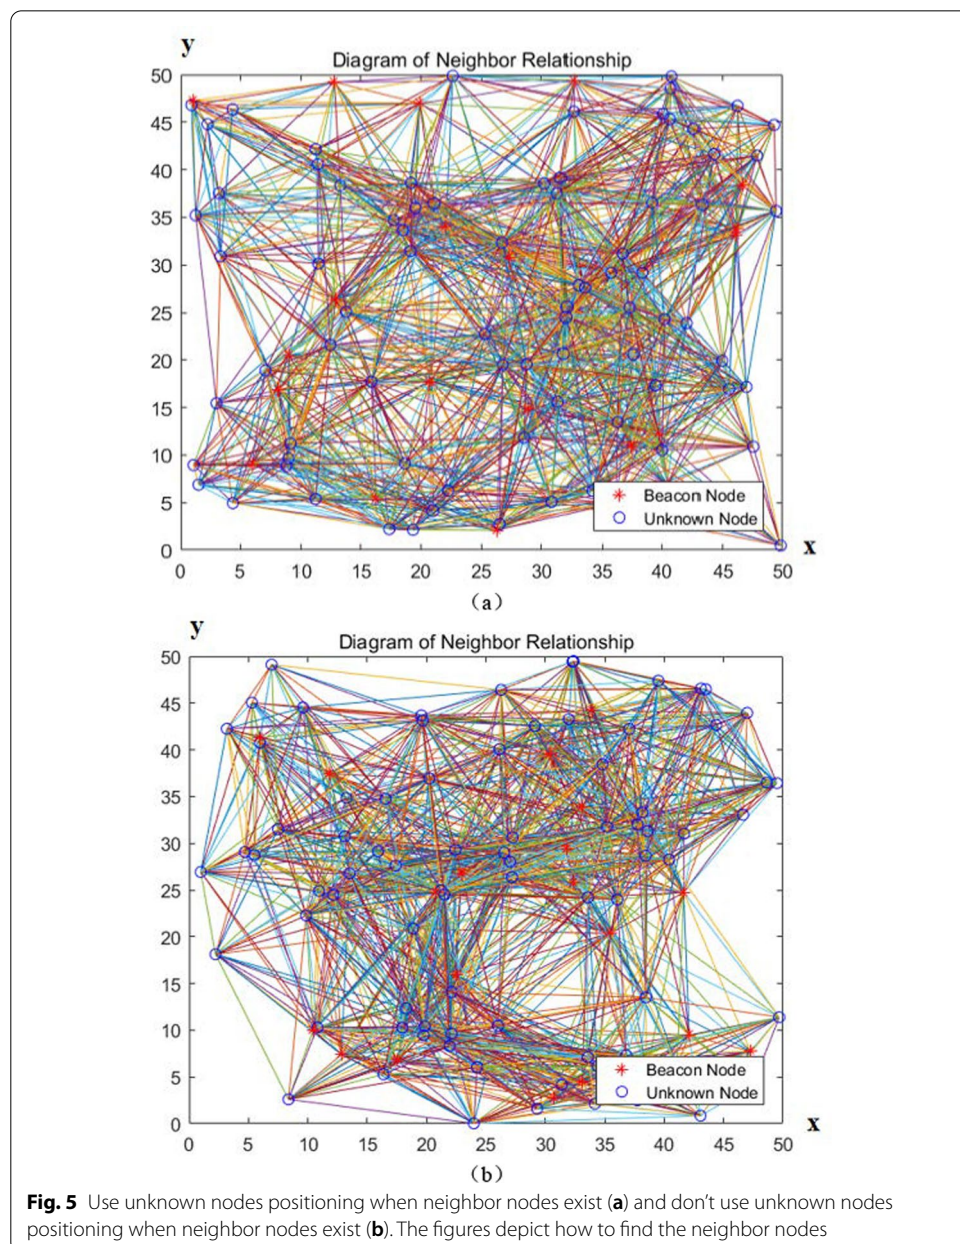 y
Diagram of Neighbor Relationship
50
45
40
35
30
25
20
15
10
5
0
Beacon Node
Unknown Node
x
0 5 10 15 20 25 30 35 40 45 50
(a)
y
Diagram of Neighbor Relationship
50
45
40
35
30
25
20
15
10
5
0
Beacon Node
Unknown Node
x
0 5 10 15 20 25 30 35 40 45 50
(b)
Fig. 5 Use unknown nodes positioning when neighbor nodes exist (a) and don't use unknown nodes
positioning when neighbor nodes exist (b). The figures depict how to find the neighbor nodes